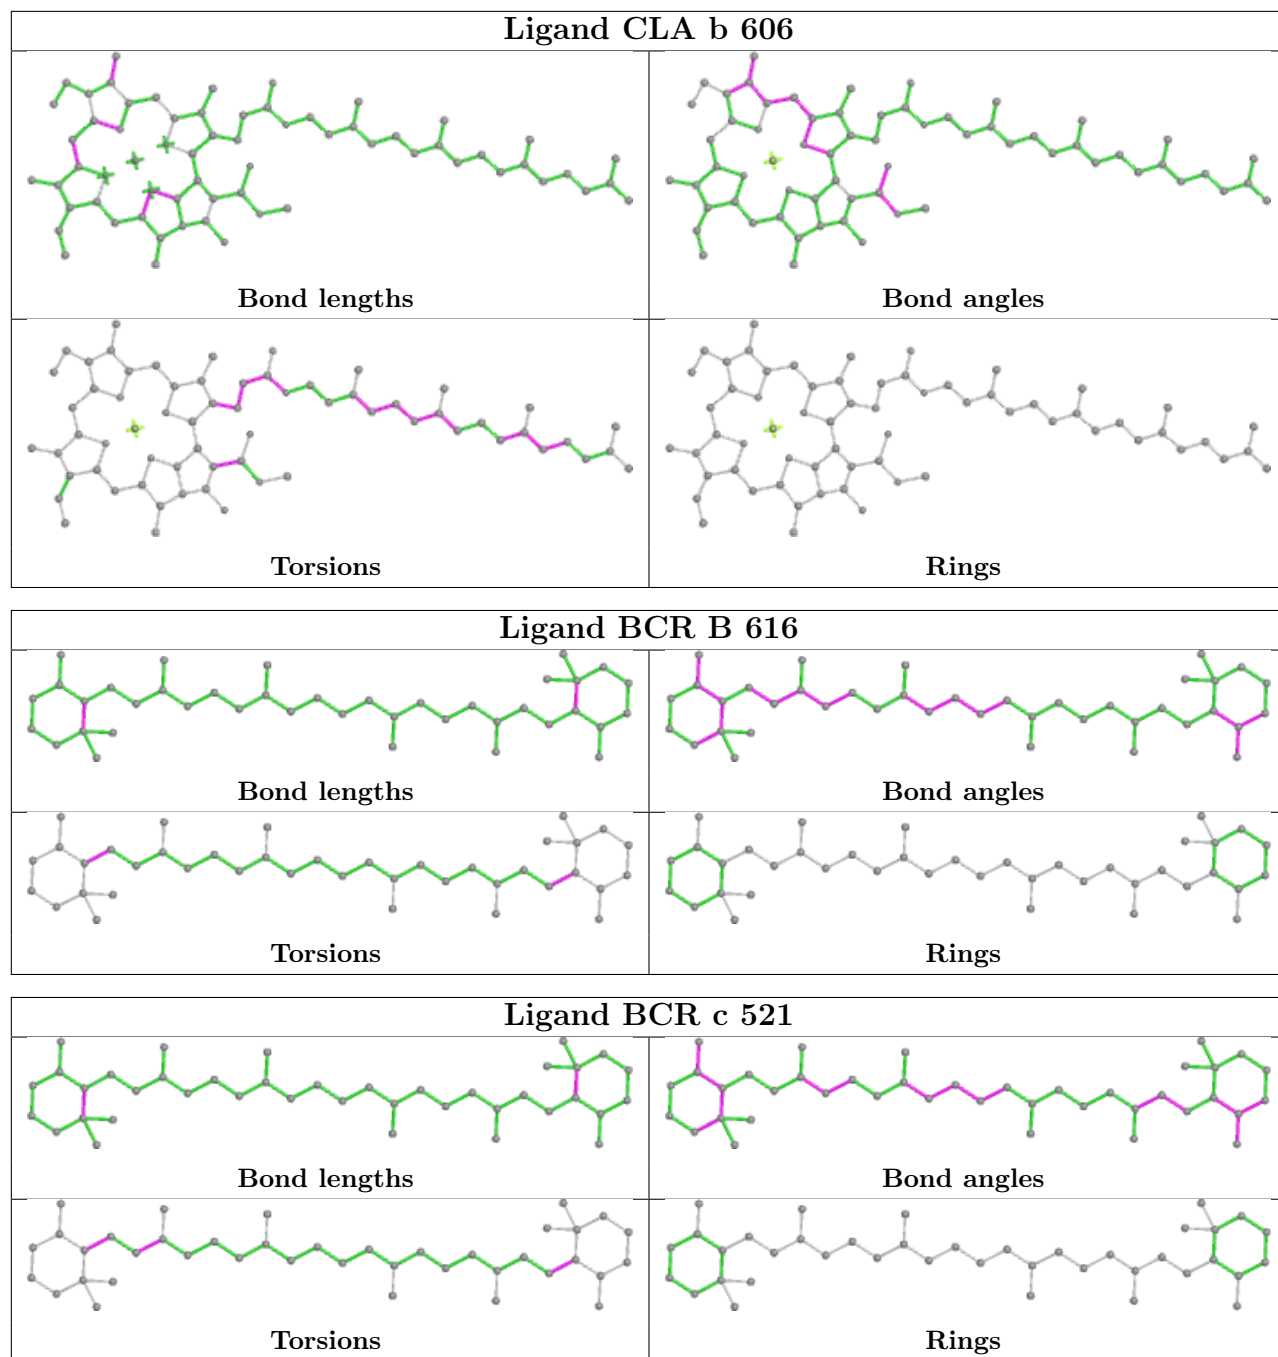 Ligand CLA b 606
Bond lengths
Bond angles
Torsions
Rings
Ligand BCR B 616
Bond lengths
Bond angles
Torsions
Rings
Ligand BCR c 521
Bond lengths
Bond angles
Torsions
Rings